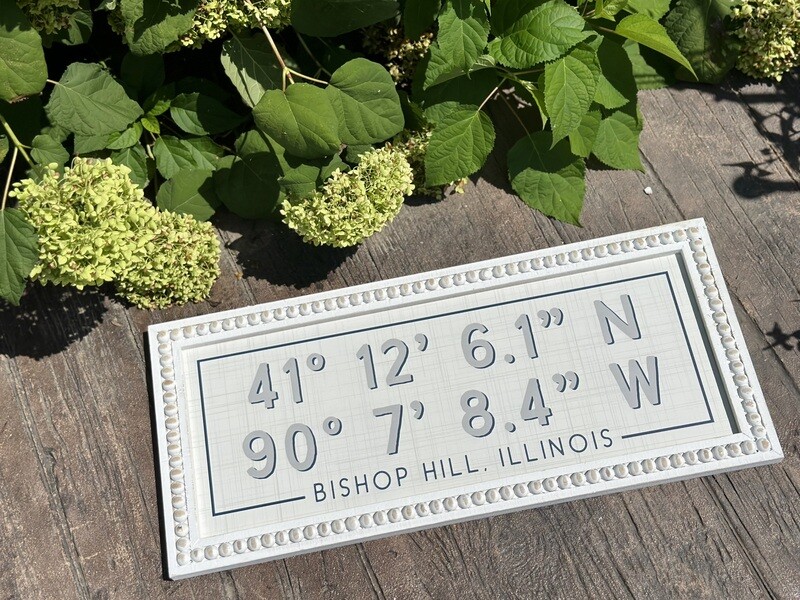 41° 12’ 6.1” N
90° 7’ 8.4” W
BISHOP HILL, ILLINOIS